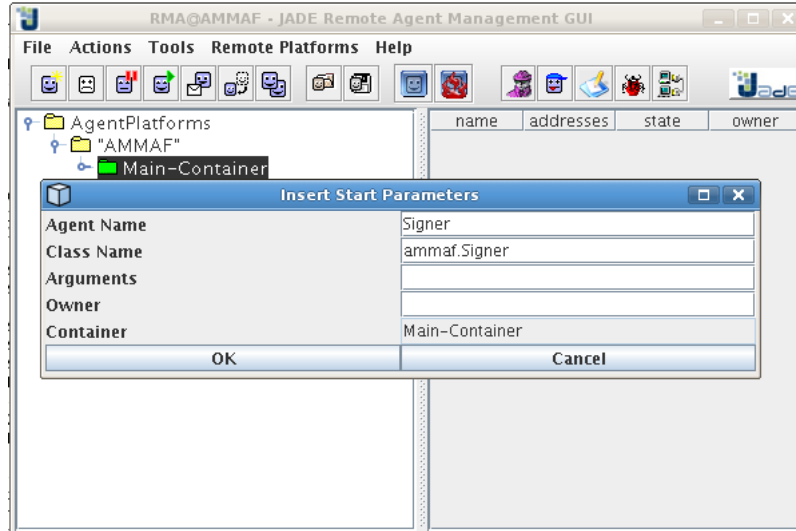 RMA@AMMAF - JADE Remote Agent Management GUI
File Actions Tools Remote Platforms Help
Jade
AgentPlatforms
name addresses state owner
"AMMAF"
Main-Container
Insert Start Parameters
Agent Name Signer
Class Name ammaf.Signer
Arguments
Owner
Container Main-Container
OK Cancel